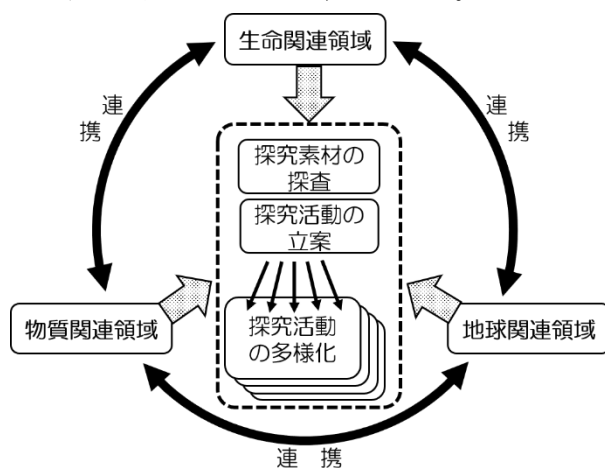 生命関連領域
連携
連携
探究素材の
探査
探究活動の
立案
探究活動
の多様化
物質関連領域
地球関連領域
連 携